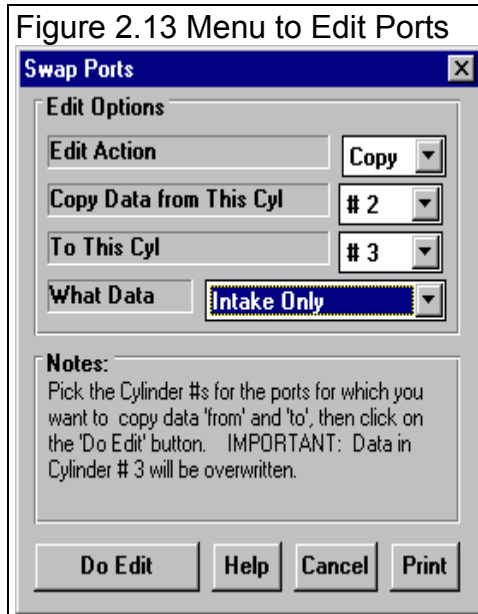 Figure 2.13 Menu to Edit Ports
Swap Ports
Edit Options
Edit Action
Copy
Copy Data from This Cyl
# 2
To This Cyl
# 3
What Data
Intake Only
Notes:
Pick the Cylinder #s for the ports for which you
want to copy data 'from' and 'to', then click on
the 'Do Edit' button. IMPORTANT: Data in
Cylinder # 3 will be overwritten.
Do Edit
Help
Cancel
Print